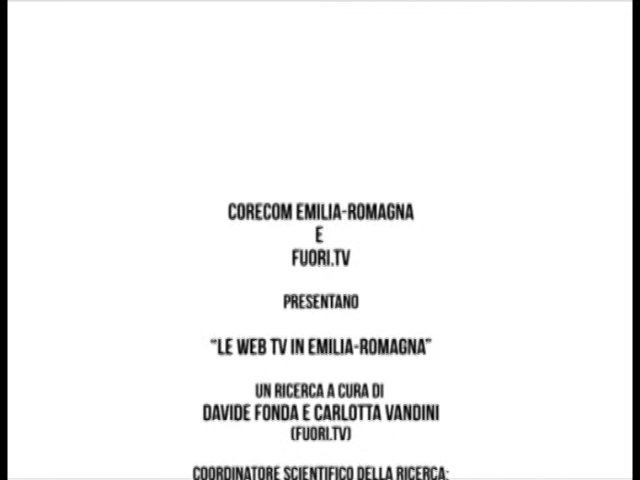 CORECOM EMILIA-ROMAGNA
E
FUORI.TV
PRESENTANO
“LE WEB TV IN EMILIA-ROMAGNA”
UN RICERCA A CURA DI
DAVIDE FONDA E CARLOTTA VANDINI
(FUORI.TV)
COORDINATORE SCIENTIFICO DELLA RICERCA: